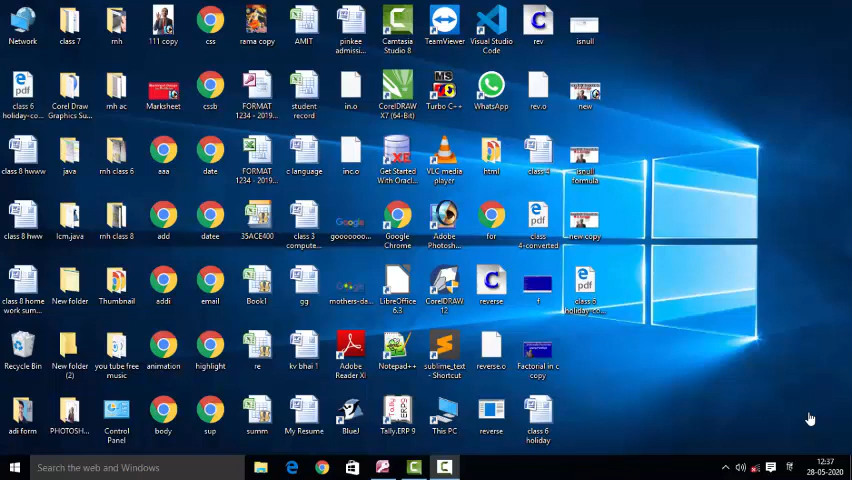 Network
class 7
mh
111 copy
css
rama copy
AMIT
pinkee
admissi...
Camtasia
Studio 8
TeamViewer
Visual Studio
Code
rev
isnull
class 6
holiday-co...
Corel Draw
Graphics Su...
mh ac
Marksheet
cssb
FORMAT
1234 - 2019...
student
record
in.o
CorelDRAW
X7 (64-Bit)
Turbo C++
WhatsApp
rev.o
new
class 8 hwww
java
mh class 6
aaa
date
FORMAT
1234 - 2019...
c language
inc.o
Get Started
With Oracl...
VLC media
player
html
class 4
isnull
formula
class 8 hww
lcm.java
mh class 8
add
datee
35ACE400
class 3
compute...
gooooooo...
Google
Chrome
Adobe
Photosh...
for
class
4-converted
new copy
class 8 home
work sum...
New folder
Thumbnail
addi
email
Book1
gg
mothers-da...
LibreOffice
6.3
CorelDRAW
12
reverse
f
class 6
holiday-co...
Recycle Bin
New folder
(2)
you tube free
music
animation
highlight
re
kv bhai 1
Adobe
Reader XI
Notepad++
sublime_text
- Shortcut
reverse.o
Factorial in c
copy
adi form
PHOTOSH...
Control
Panel
body
sup
summ
My Resume
BlueJ
Tally.ERP 9
This PC
reverse
class 6
holiday
Search the web and Windows
12:37
28-05-2020